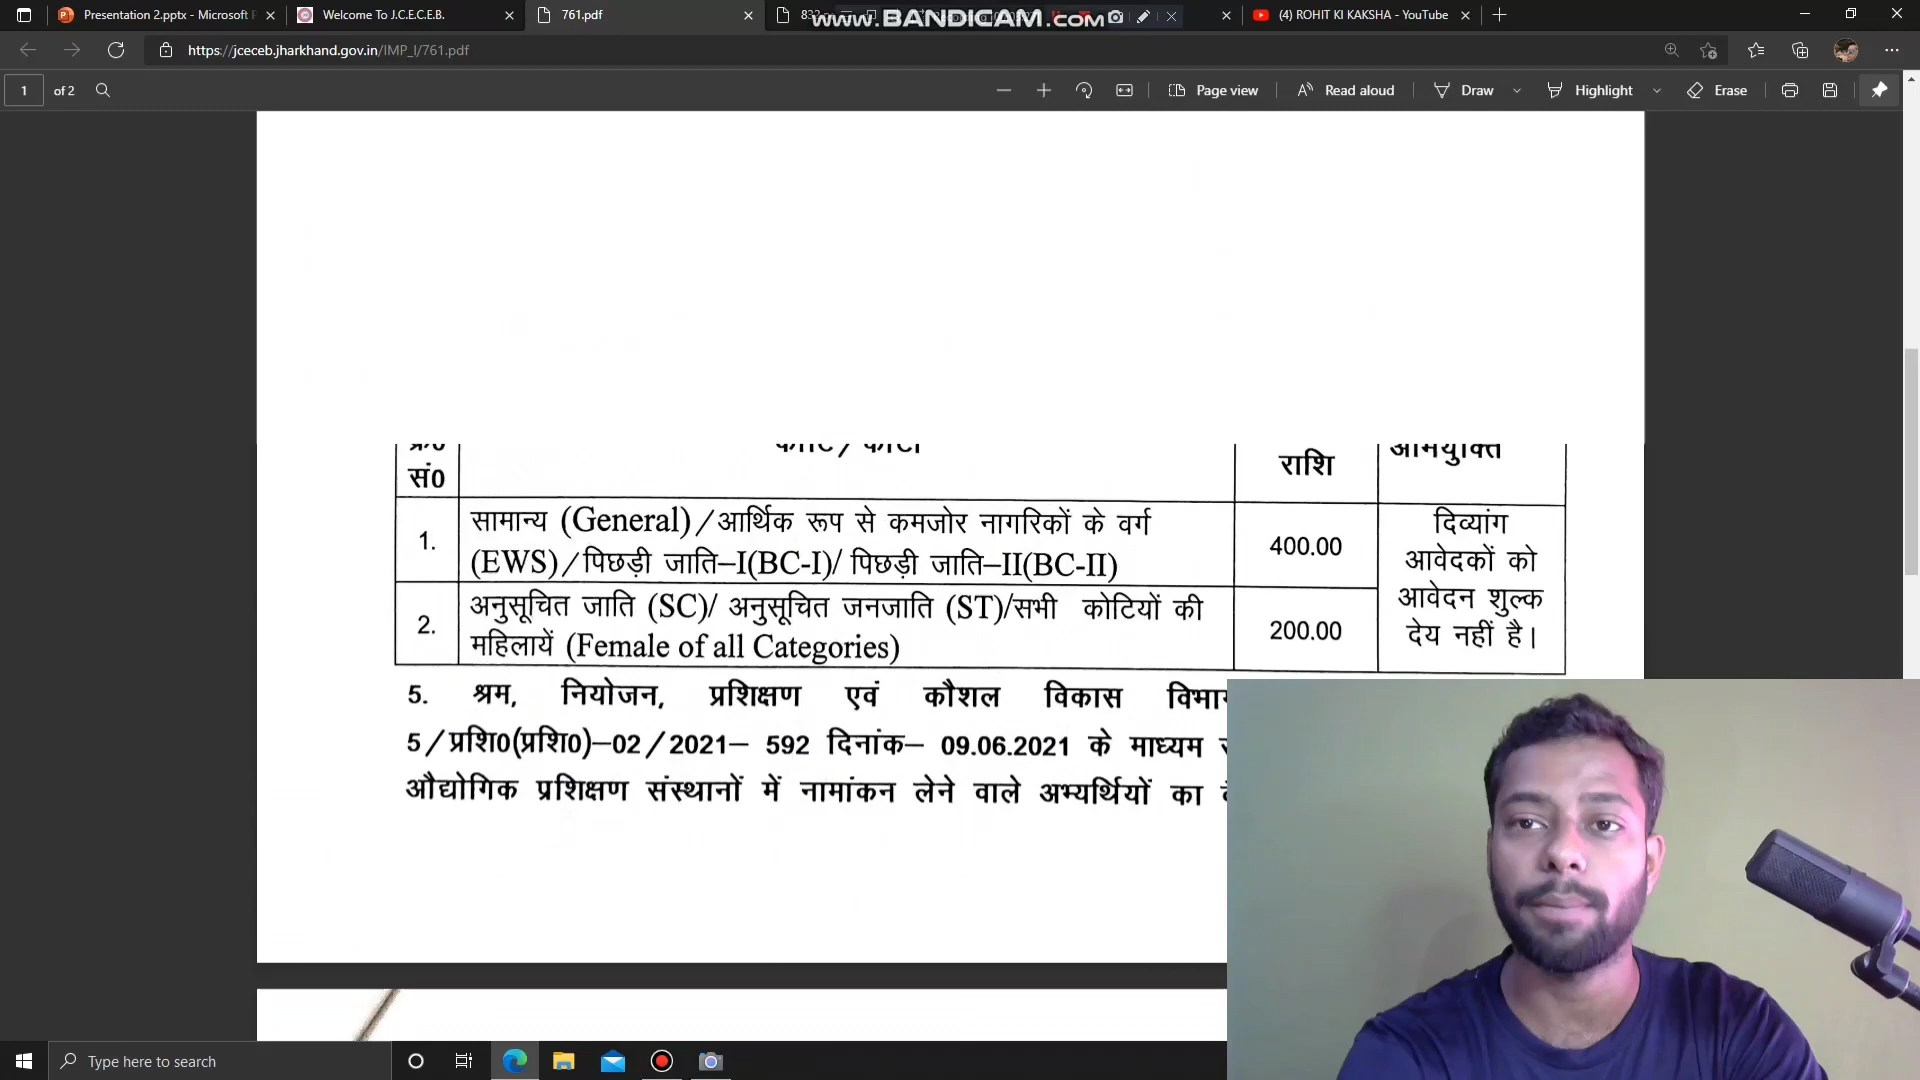 Presentation 2.pptx - Microsoft P
Welcome To J.C.E.C.E.B.
761.pdf
www.BANDICAM.com
(4) ROHIT KI KAKSHA - YouTube
https://jceceb.jharkhand.gov.in/IMP_I/761.pdf
1 of 2
Page view
Read aloud
Draw
Highlight
Erase
सं0
राशि
1.
सामान्य (General)/आर्थिक रूप से कमजोर नागरिकों के वर्ग
(EWS)/पिछड़ी जाति–I(BC-I)/ पिछड़ी जाति–II(BC-II)
400.00
दिव्यांग
आवेदकों को
आवेदन शुल्क
देय नहीं है।
2.
अनुसूचित जाति (SC)/ अनुसूचित जनजाति (ST)/सभी कोटियों की
महिलायें (Female of all Categories)
200.00
5. श्रम, नियोजन, प्रशिक्षण एवं कौशल विकास
5/प्रशि0(प्रशि0)–02/2021– 592 दिनांक– 09.06.2021 के माध्यम
औद्योगिक प्रशिक्षण संस्थानों में नामांकन लेने वाले अभ्यर्थियों का
Type here to search